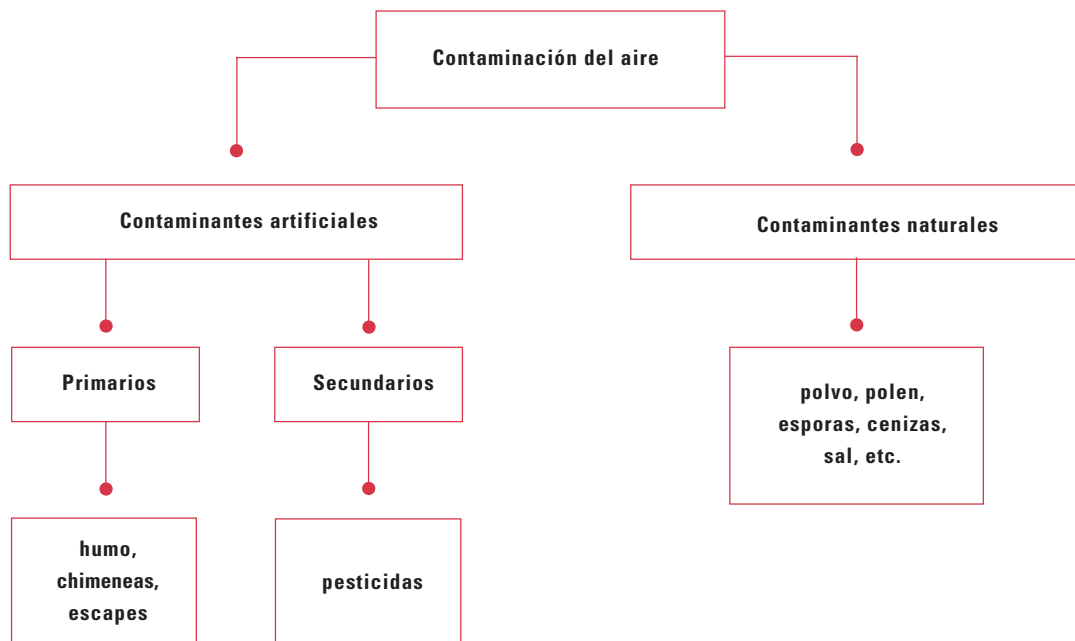 Contaminación del aire
Contaminantes artificiales
Contaminantes naturales
Primarios
Secundarios
polvo, polen,
esporas, cenizas,
sal, etc.
humo,
chimeneas,
escapes
pesticidas